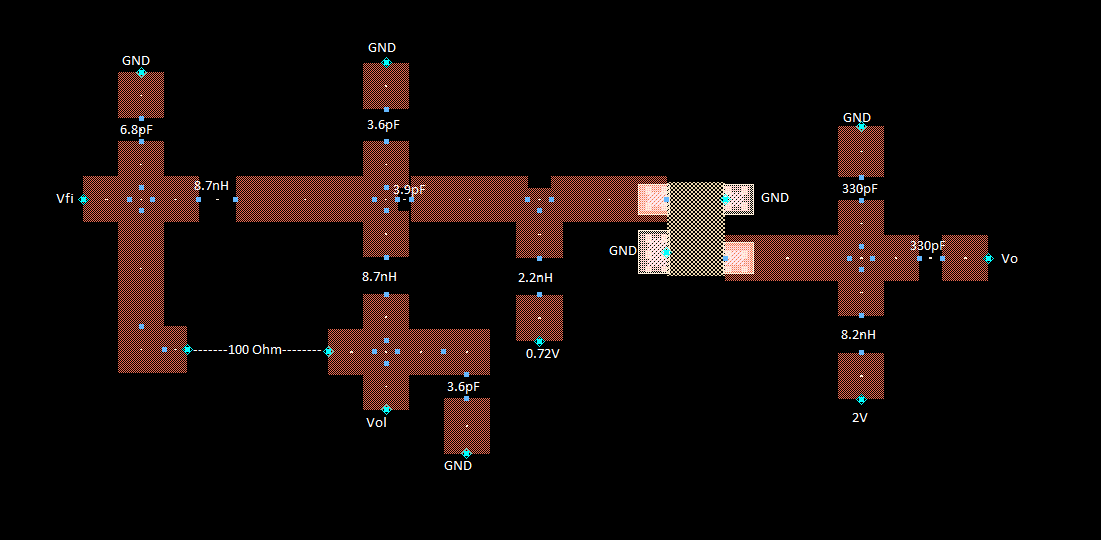 GND
GND
6.8pF
3.6pF
GND
330pF
Vfi
8.7nH
3.9pF
GND
GND
330pF
Vo
8.7nH
2.2nH
8.2nH
-------100 Ohm--------
0.72V
3.6pF
2V
Vol
GND